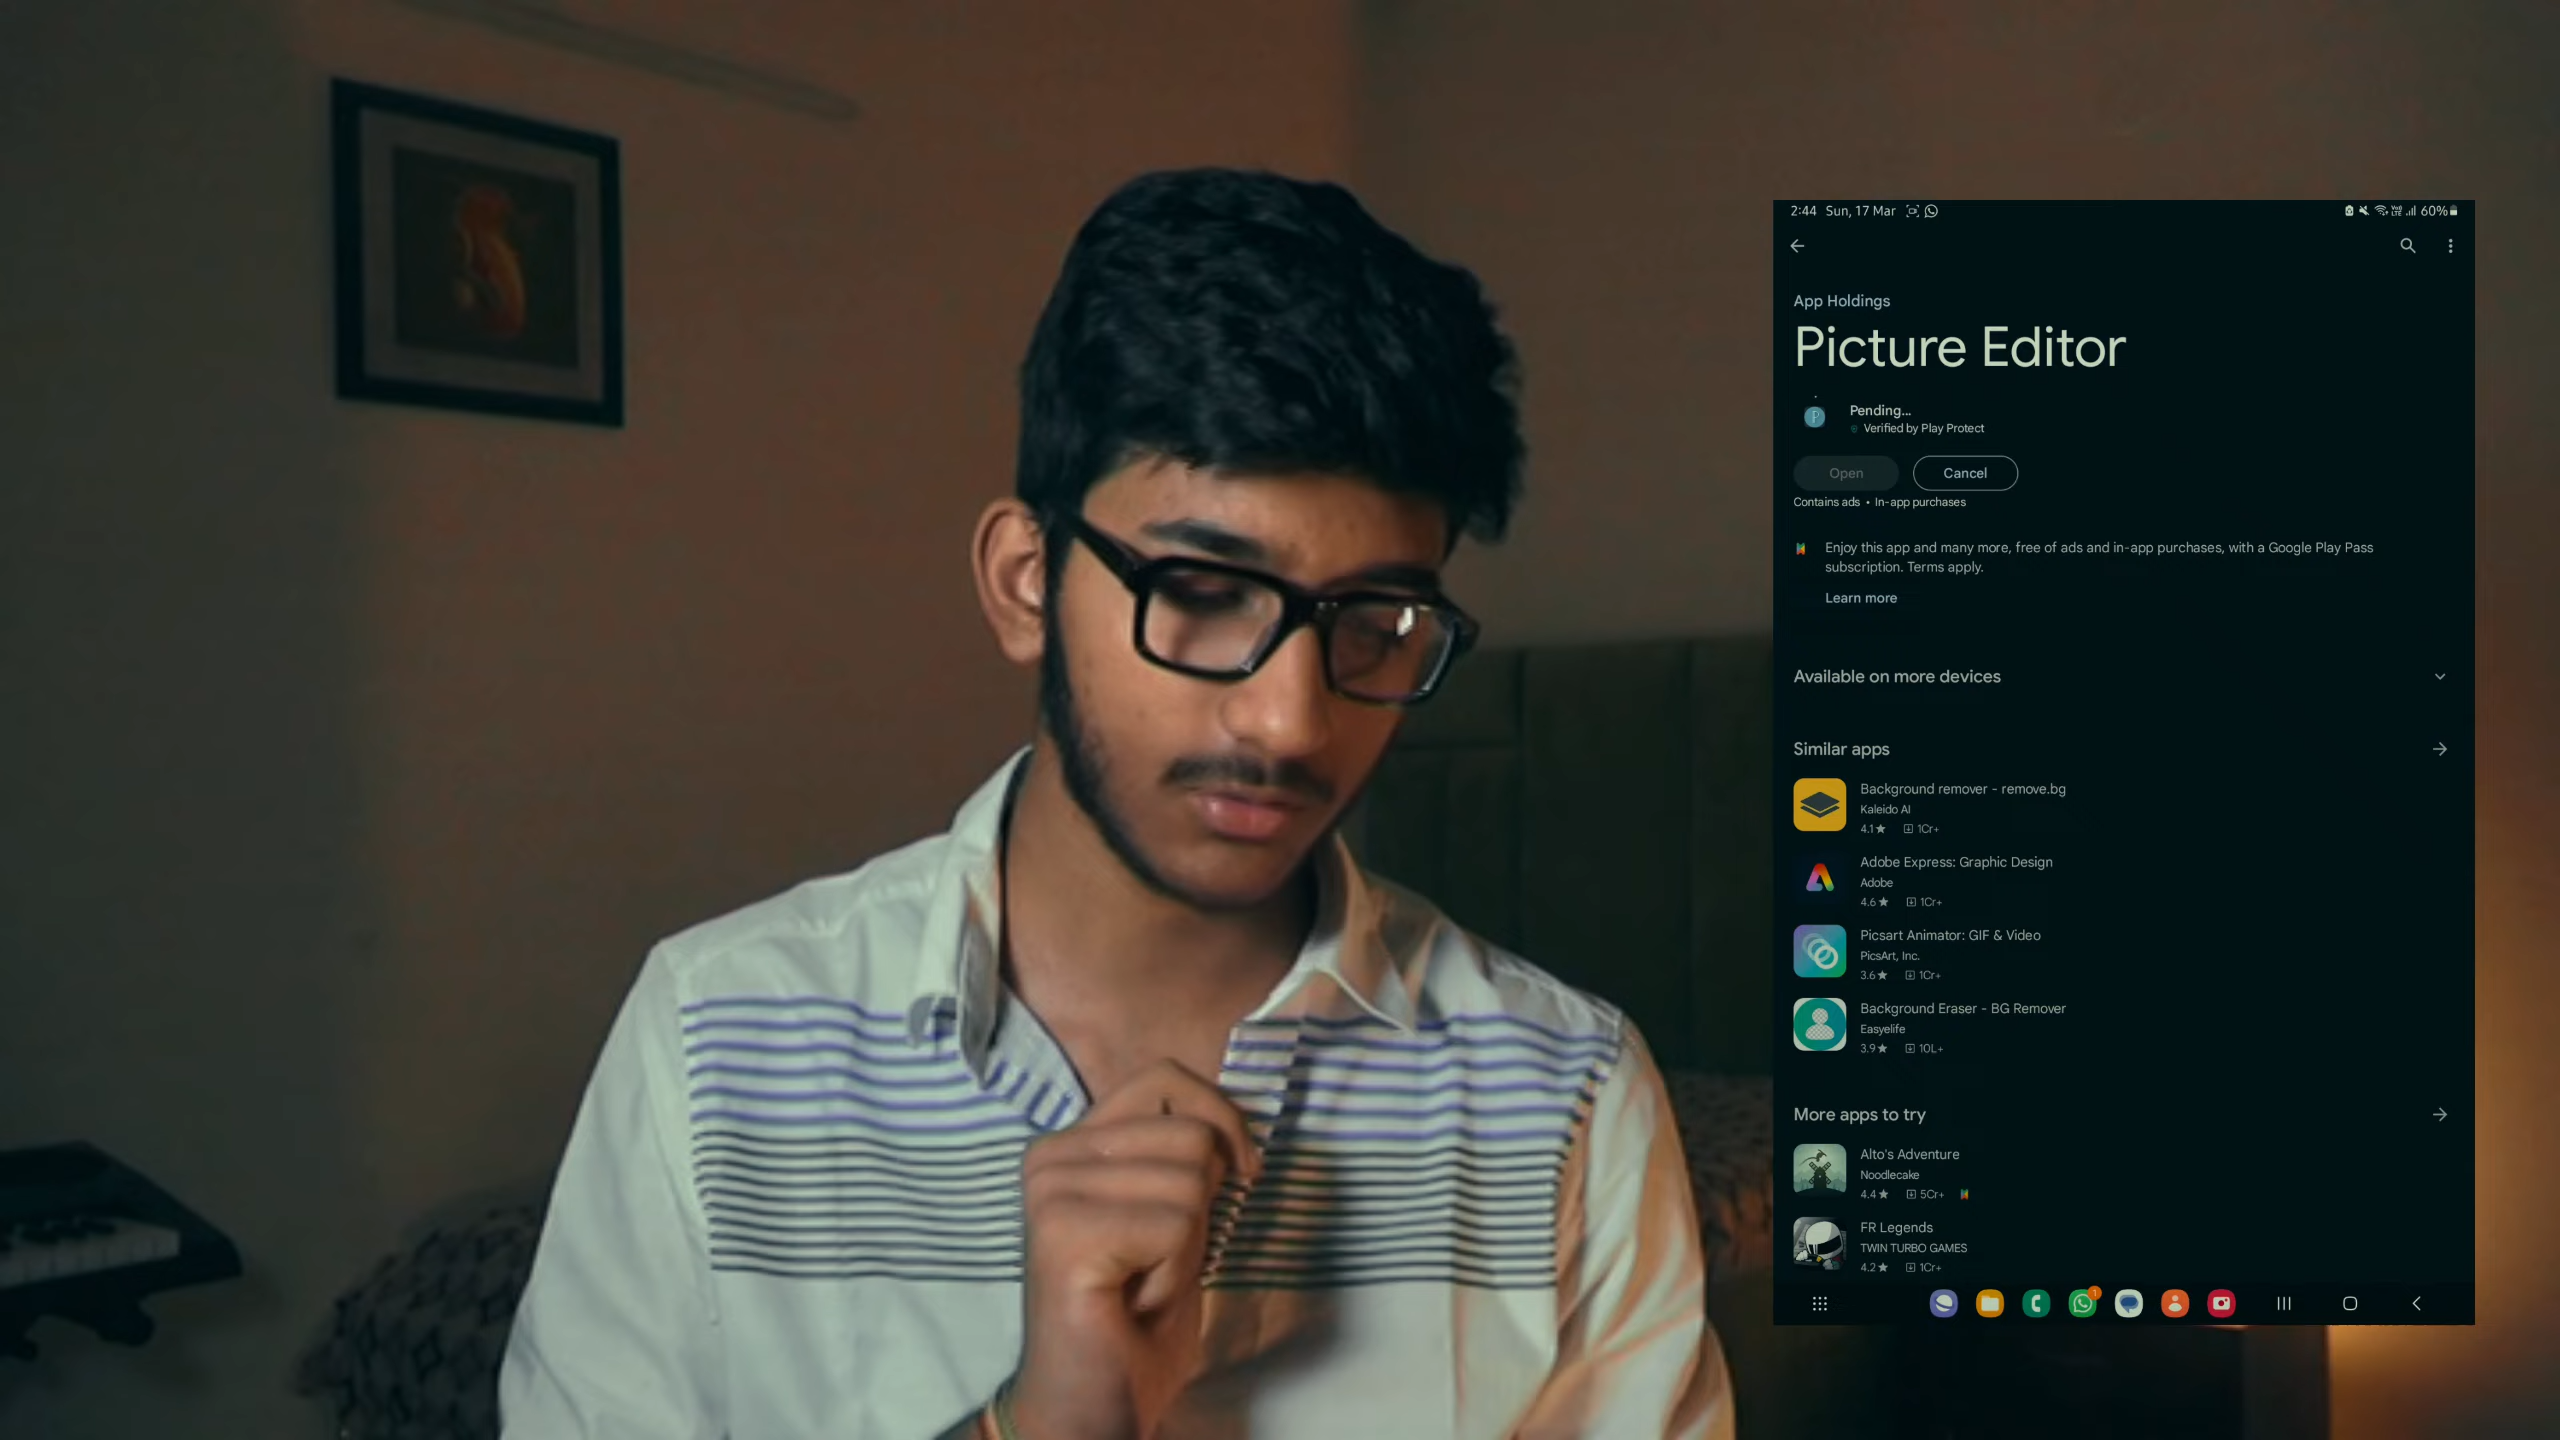 2:44 Sun, 17 Mar
60%
App Holdings
Picture Editor
P
Pending...
Verified by Play Protect
Open
Cancel
Contains ads • In-app purchases
Enjoy this app and many more, free of ads and in-app purchases, with a Google Play Pass
subscription. Terms apply.
Learn more
Available on more devices
Similar apps
Background remover - remove.bg
Kaleido AI
4.1★ 1Cr+
Adobe Express: Graphic Design
Adobe
4.6★ 1Cr+
Picsart Animator: GIF & Video
PicsArt, Inc.
3.6★ 1Cr+
Background Eraser - BG Remover
Easyelife
3.9★ 10L+
More apps to try
Alto's Adventure
Noodlecake
4.4★ 5Cr+
FR Legends
TWIN TURBO GAMES
4.2★ 1Cr+
1